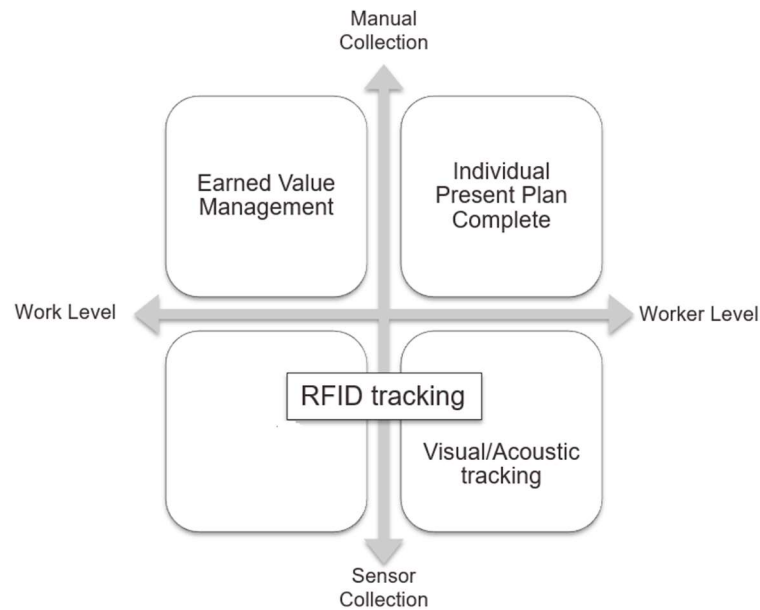 Manual
Collection
Earned Value
Management
Individual
Present Plan
Complete
Work Level
Worker Level
RFID tracking
Visual/Acoustic
tracking
Sensor
Collection